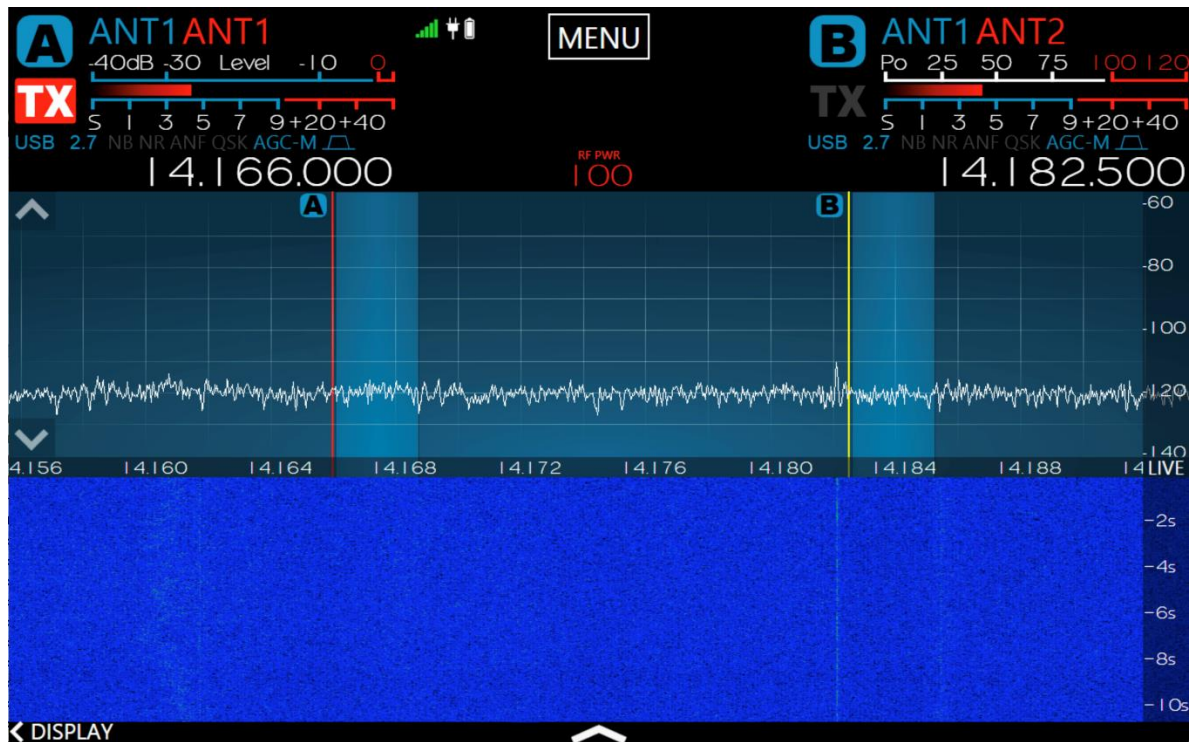 A ANT1 ANT1 MENU B ANT1 ANT2
-40dB -30 Level -10 0 Po 25 50 75 100 120
TX TX
S 1 3 5 7 9 +20 +40 S 1 3 5 7 9 +20 +40
USB 2.7 NB NR ANF QSK AGC-M USB 2.7 NB NR ANF QSK AGC-M
14.166.000 RF PWR 14.182.500
100
A B -60
-80
-100
-120
-140
4.156 14.160 14.164 14.168 14.172 14.176 14.180 14.184 14.188 14 LIVE
-2s
-4s
-6s
-8s
-10s
DISPLAY